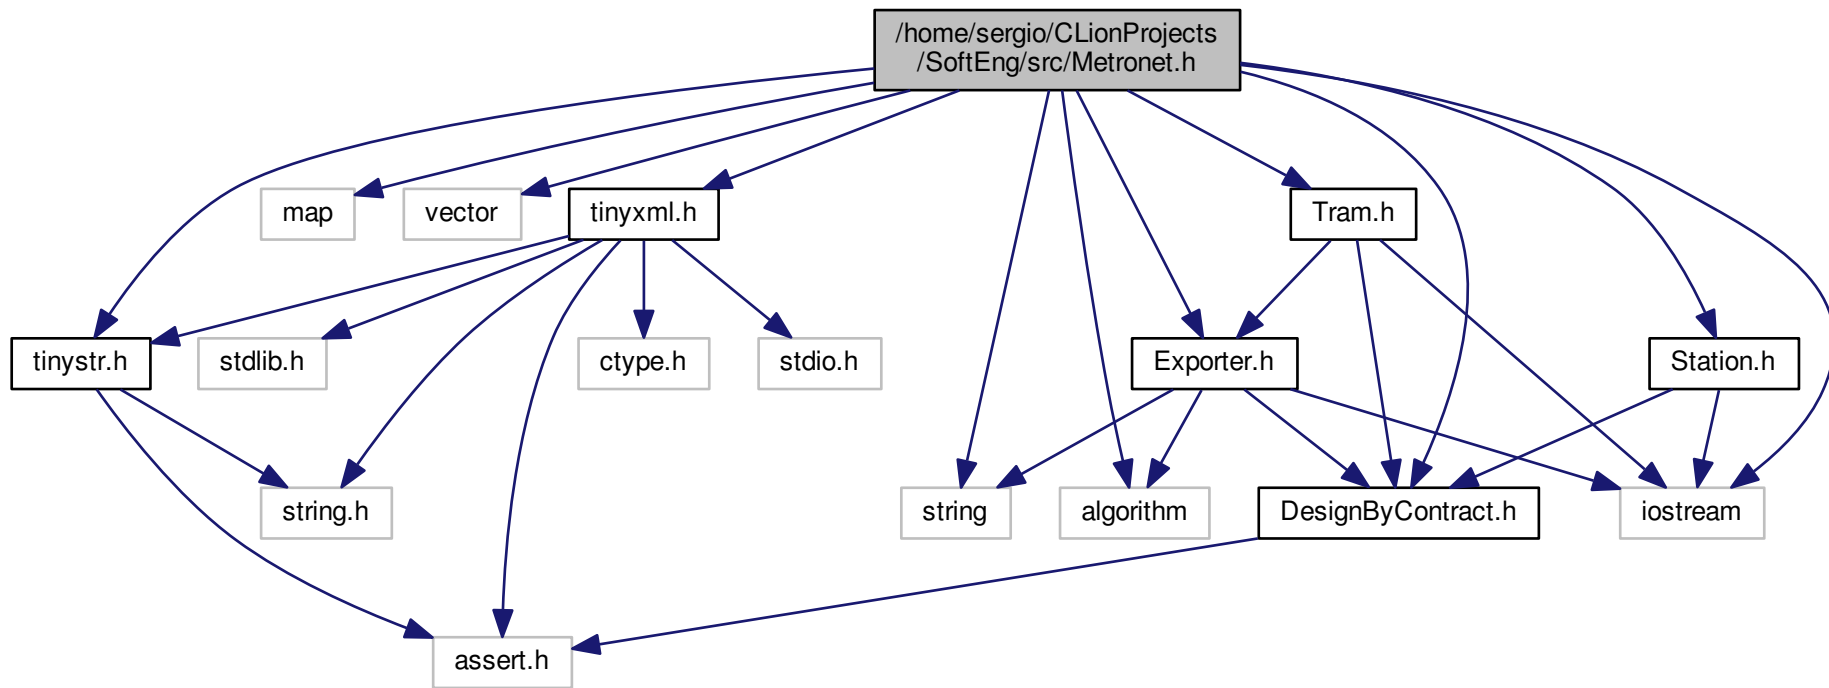 /home/sergio/CLionProjects
/SoftEng/src/Metronet.h
map
vector
tinyxml.h
Tram.h
tinystr.h
stdlib.h
ctype.h
stdio.h
Exporter.h
Station.h
string.h
string
algorithm
DesignByContract.h
iostream
assert.h